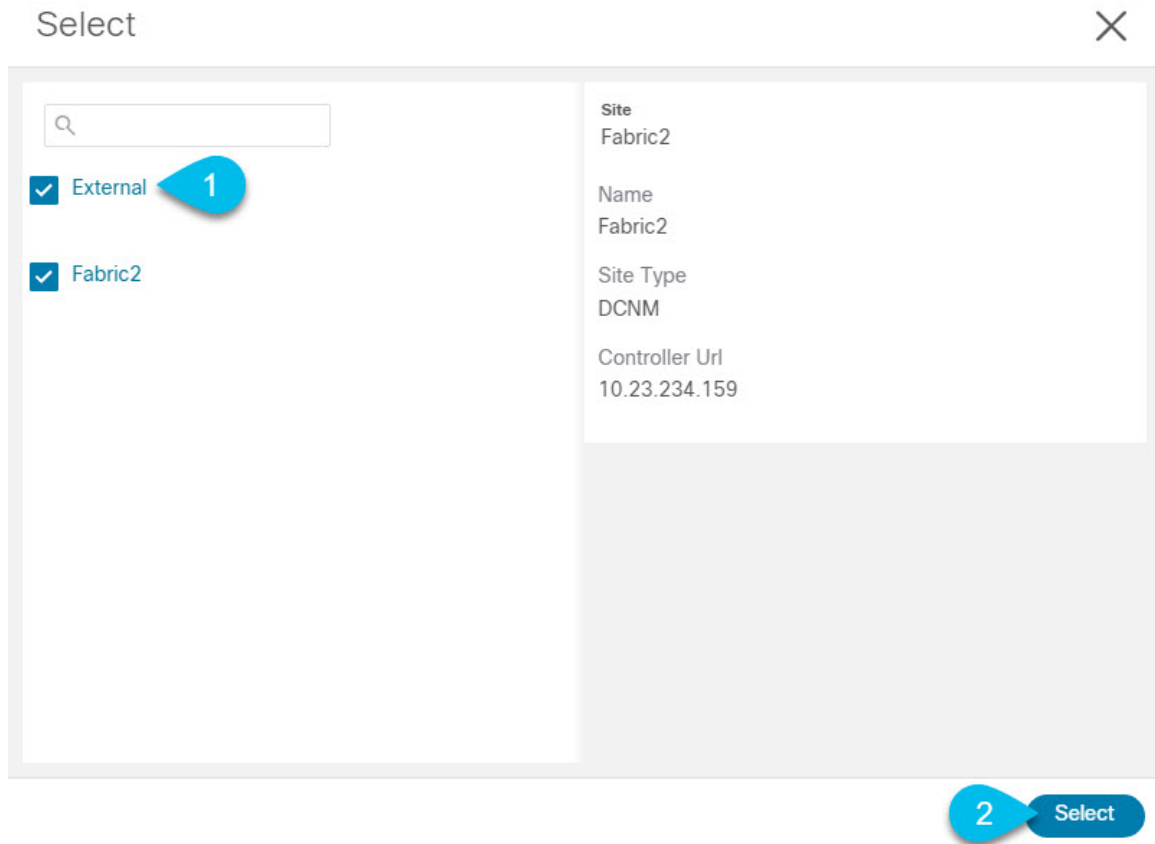 Select
External
1
Fabric2
Site
Fabric2
Name
Fabric2
Site Type
DCNM
Controller Url
10.23.234.159
2
Select